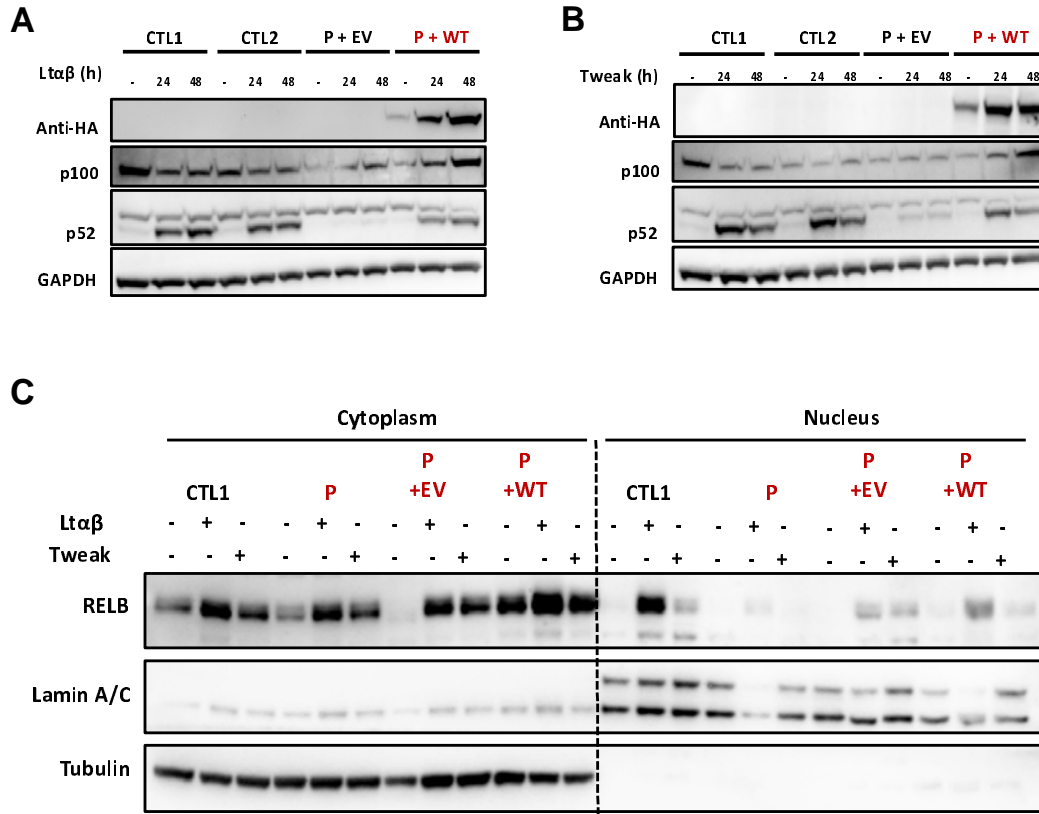 A
CTL1 CTL2 P + EV P + WT
Ltαβ (h) - 24 48 - 24 48 - 24 48 - 24 48
Anti-HA
p100
p52
GAPDH
B
CTL1 CTL2 P + EV P + WT
Tweak (h) - 24 48 - 24 48 - 24 48 - 24 48
Anti-HA
p100
p52
GAPDH
C
Cytoplasm Nucleus
P P P P
CTL1 P +EV +WT CTL1 P +EV +WT
Ltαβ - + - - + - - + - - + - - + - - + - - + - - + -
Tweak - - + - - + - - + - - + - - + - - + - - + - - +
RELB
Lamin A/C
Tubulin